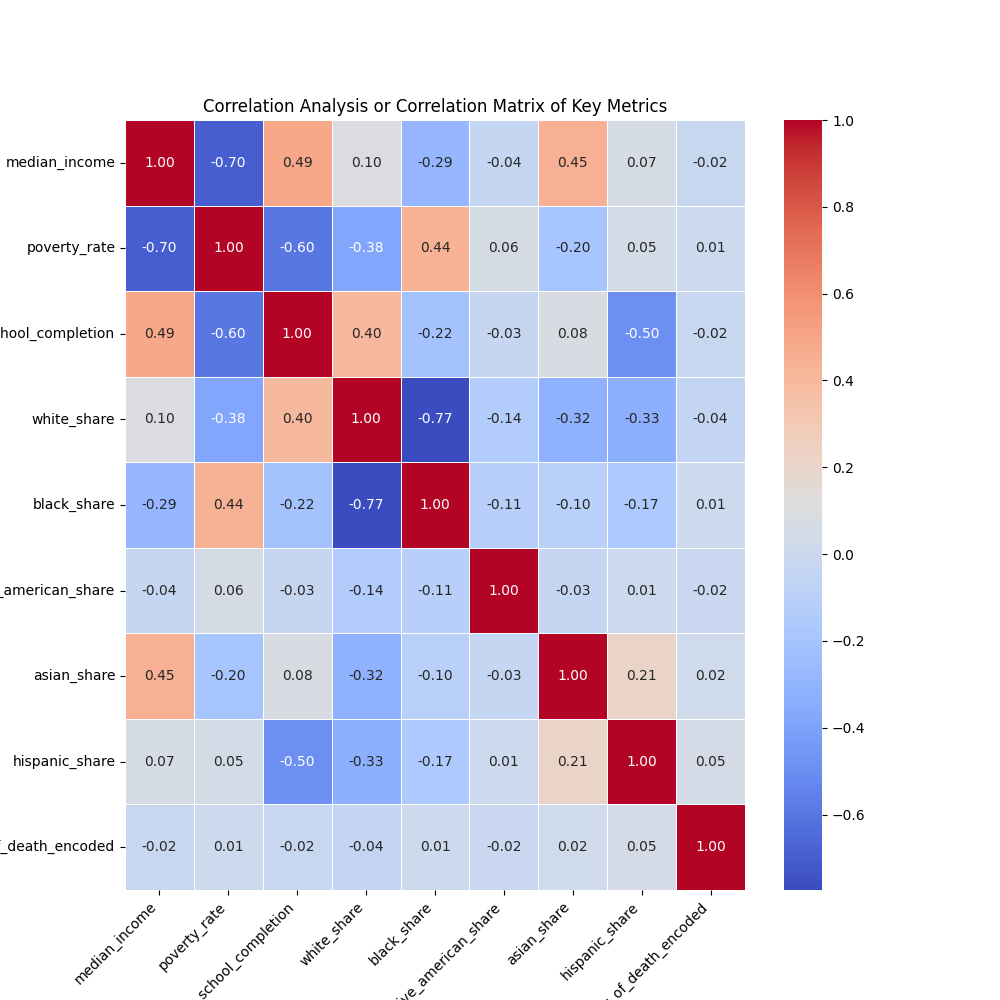 Correlation Analysis or Correlation Matrix of Key Metrics
median_income 1.00 -0.70 0.49 0.10 -0.29 -0.04 0.45 0.07 -0.02
poverty_rate -0.70 1.00 -0.60 -0.38 0.44 0.06 -0.20 0.05 0.01
hool_completion 0.49 -0.60 1.00 0.40 -0.22 -0.03 0.08 -0.50 -0.02
white_share 0.10 -0.38 0.40 1.00 -0.77 -0.14 -0.32 -0.33 -0.04
black_share -0.29 0.44 -0.22 -0.77 1.00 -0.11 -0.10 -0.17 0.01
_american_share -0.04 0.06 -0.03 -0.14 -0.11 1.00 -0.03 0.01 -0.02
asian_share 0.45 -0.20 0.08 -0.32 -0.10 -0.03 1.00 0.21 0.02
hispanic_share 0.07 0.05 -0.50 -0.33 -0.17 0.01 0.21 1.00 0.05
_death_encoded -0.02 0.01 -0.02 -0.04 0.01 -0.02 0.02 0.05 1.00
median_income
poverty_rate
school_completion
white_share
black_share
ve_american_share
asian_share
hispanic_share
_of_death_encoded
1.0
0.8
0.6
0.4
0.2
0.0
−0.2
−0.4
−0.6